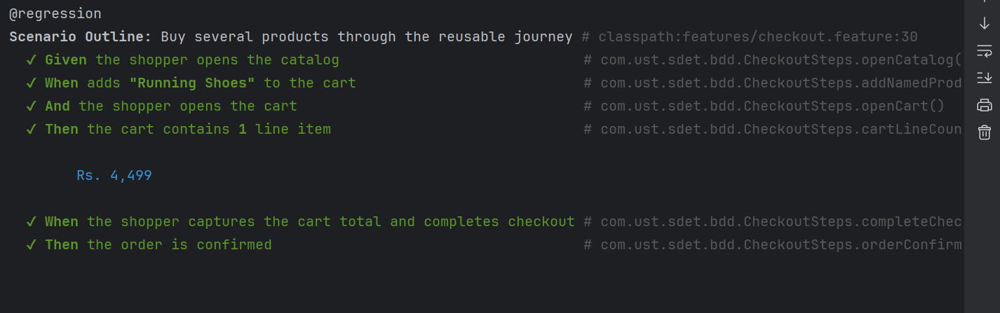 @regression
Scenario Outline: Buy several products through the reusable journey # classpath:features/checkout.feature:30
✓ Given the shopper opens the catalog # com.ust.sdet.bdd.CheckoutSteps.openCatalog(
✓ When adds "Running Shoes" to the cart # com.ust.sdet.bdd.CheckoutSteps.addNamedProd
✓ And the shopper opens the cart # com.ust.sdet.bdd.CheckoutSteps.openCart()
✓ Then the cart contains 1 line item # com.ust.sdet.bdd.CheckoutSteps.cartLineCoun
Rs. 4,499
✓ When the shopper captures the cart total and completes checkout # com.ust.sdet.bdd.CheckoutSteps.completeChec
✓ Then the order is confirmed # com.ust.sdet.bdd.CheckoutSteps.orderConfirm